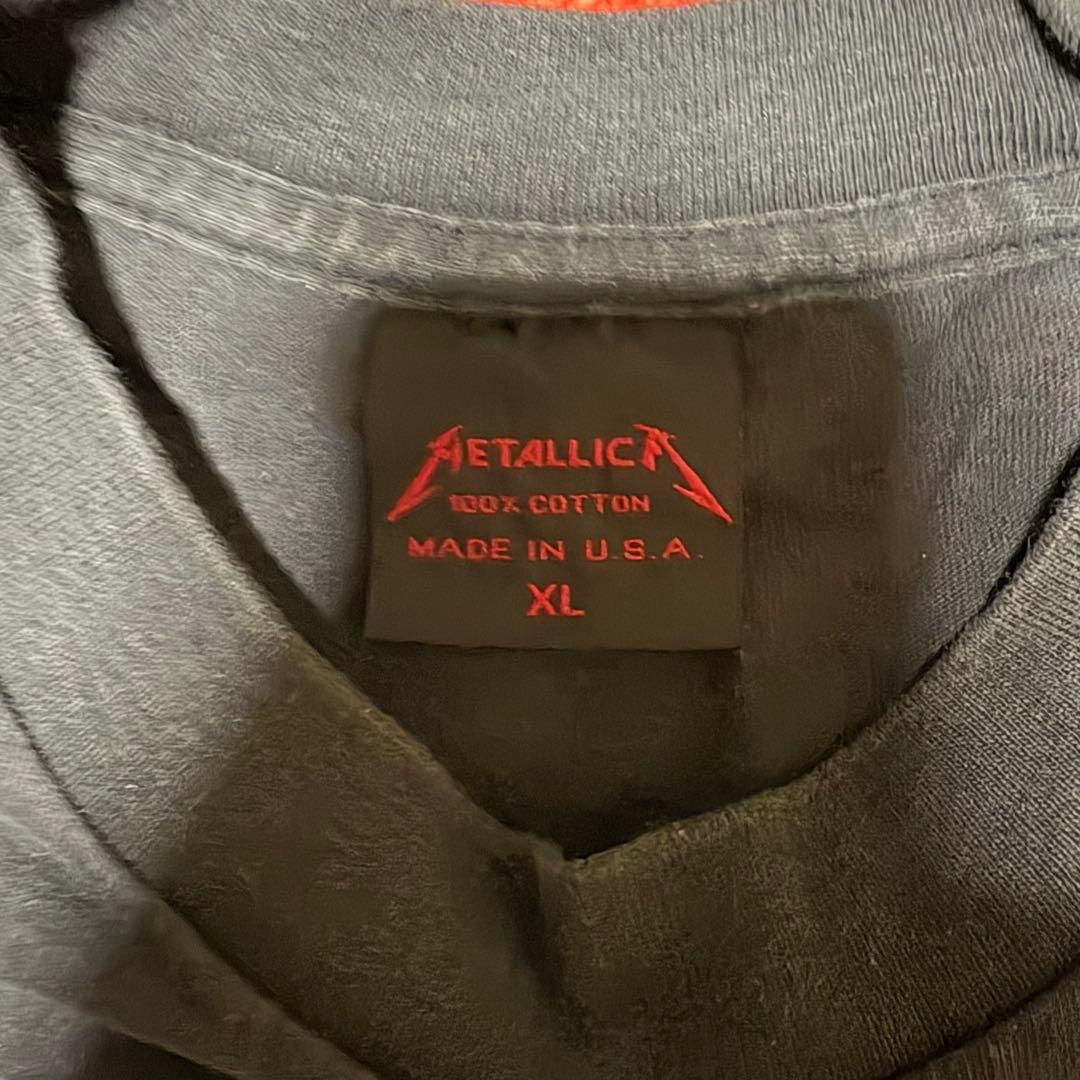 METALLICA
100% COTTON
MADE IN U.S.A.
XL